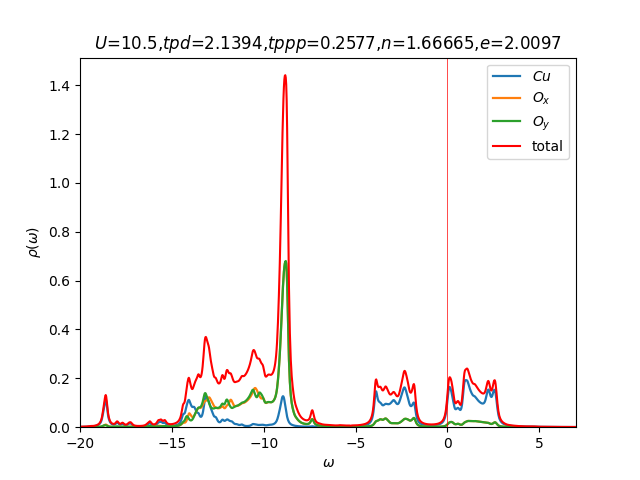 U=10.5,tpd=2.1394,tppp=0.2577,n=1.66665,e=2.0097
Cu
O_x
O_y
total
1.4
1.2
1.0
0.8
0.6
0.4
0.2
0.0
ρ(ω)
−20 −15 −10 −5 0 5
ω